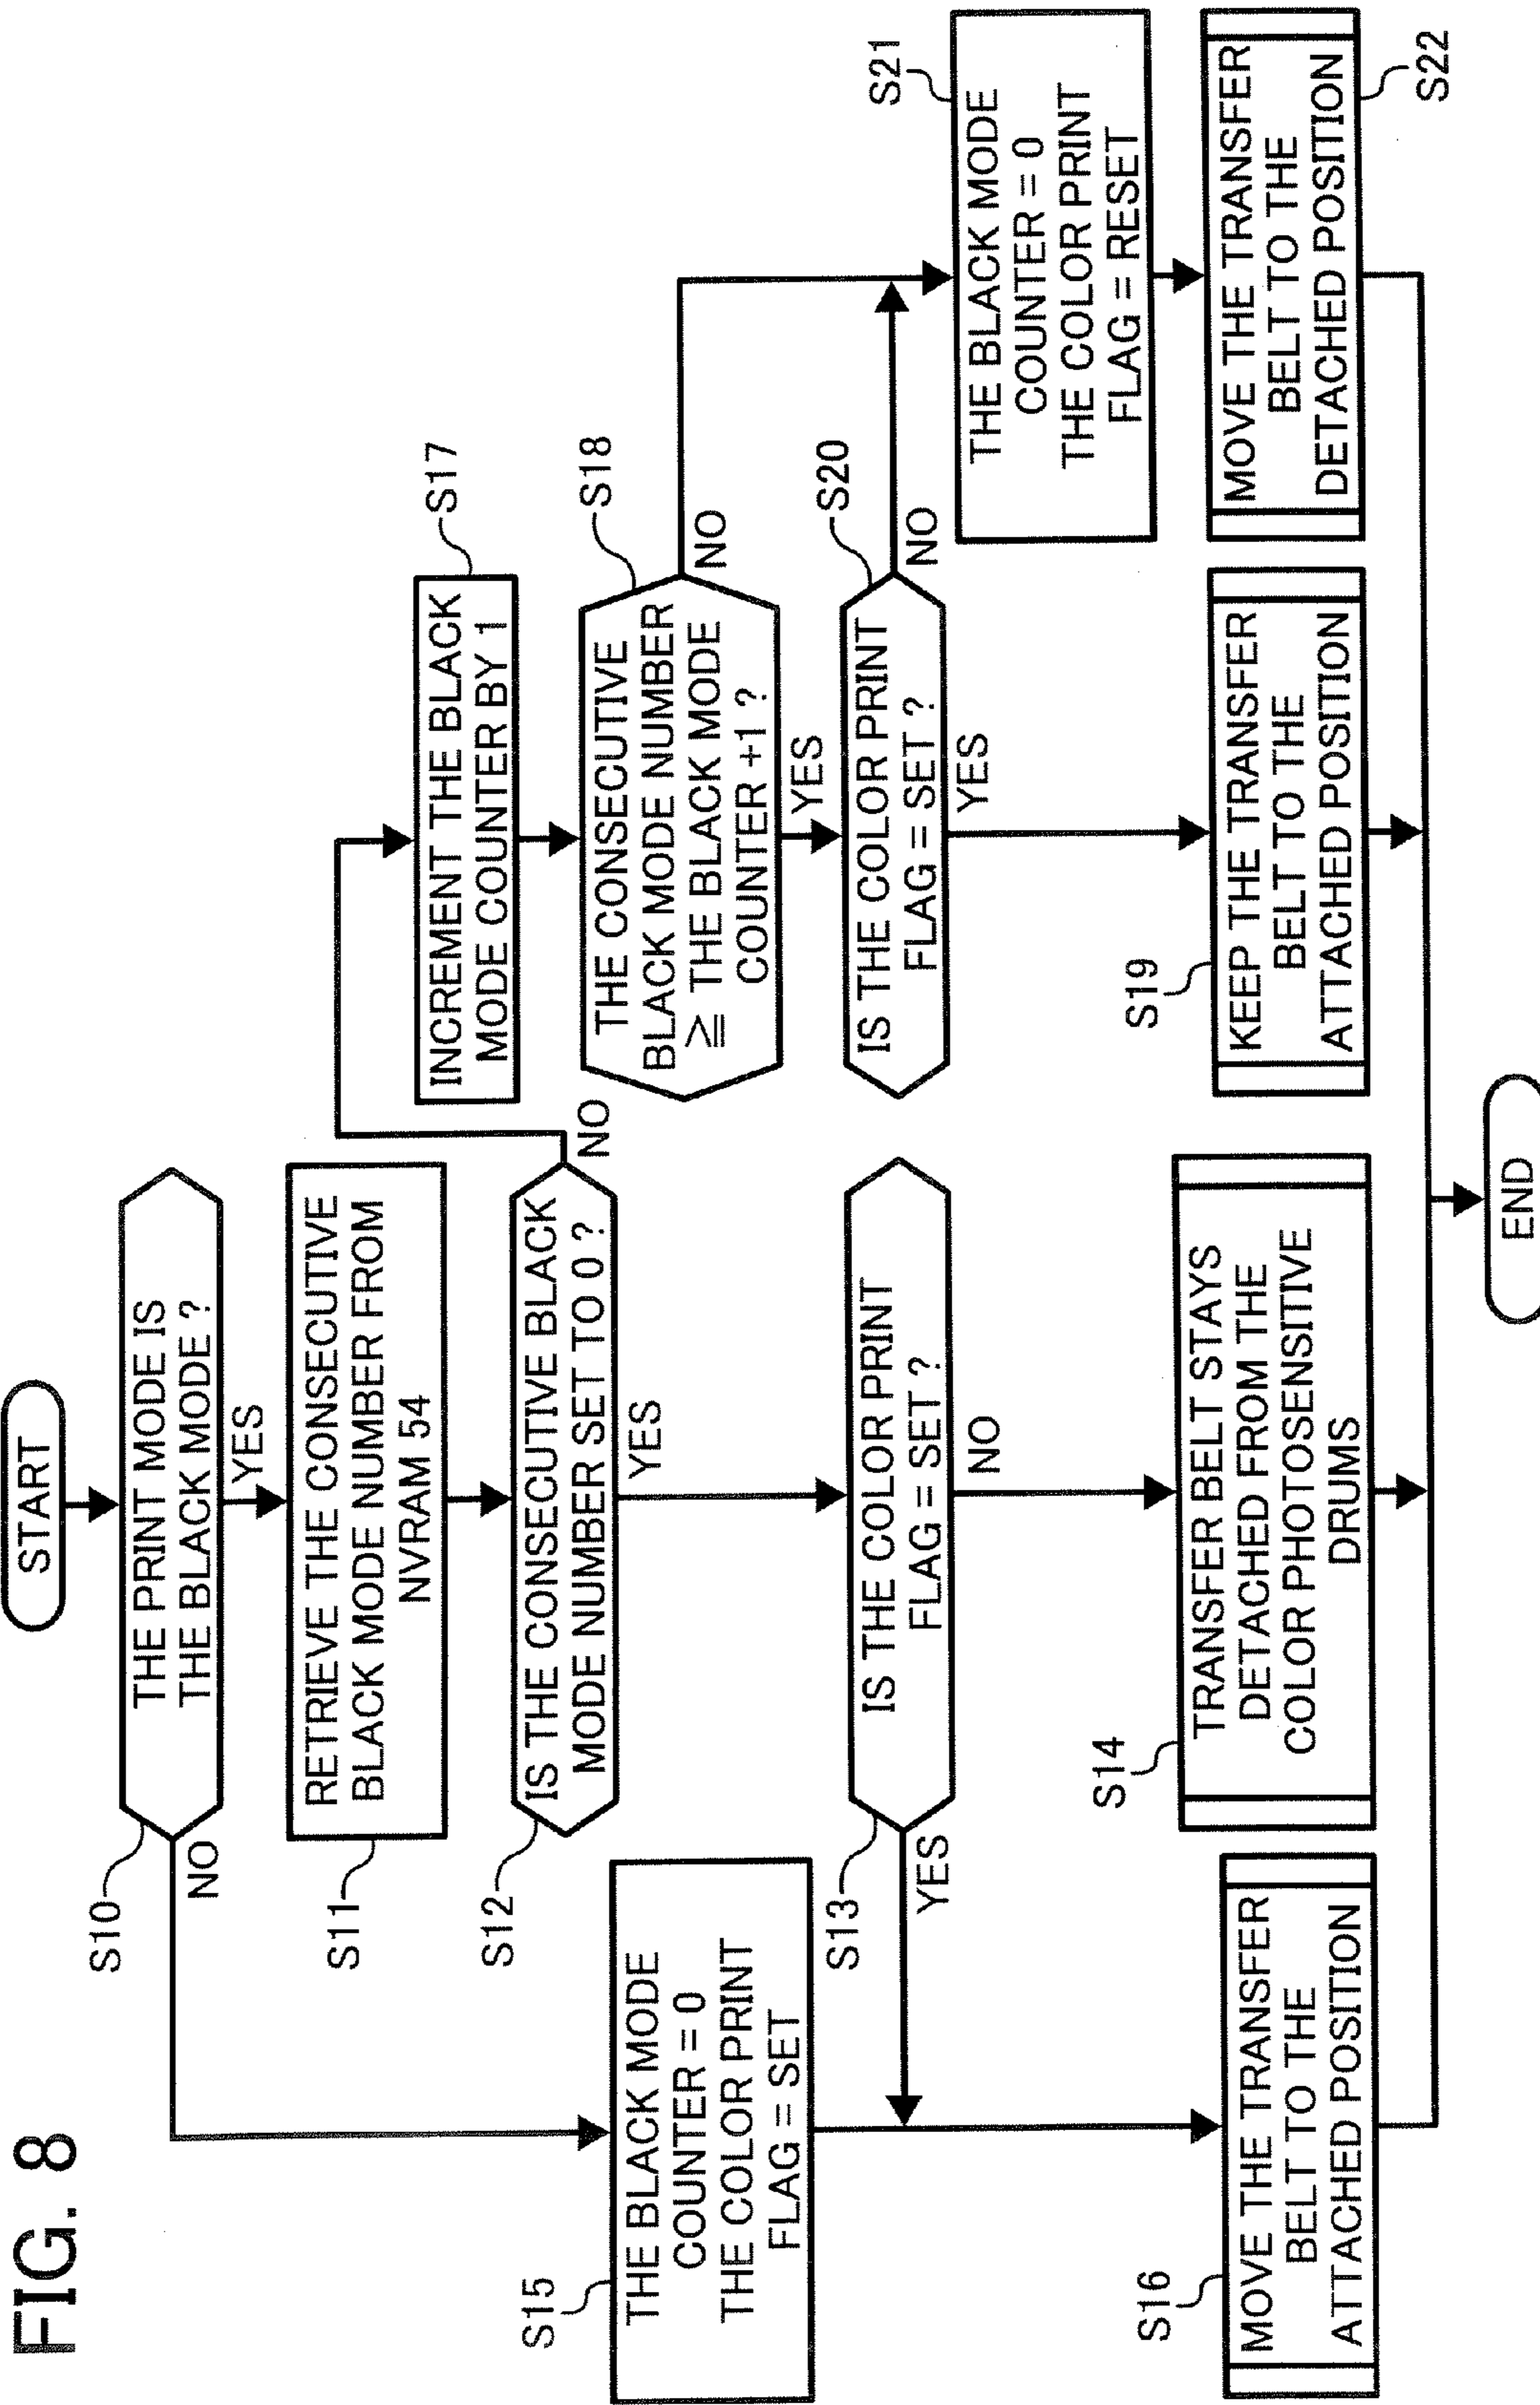 FIG. 8
START
S10
THE PRINT MODE IS
THE BLACK MODE ?
NO
YES
S11
RETRIEVE THE CONSECUTIVE
BLACK MODE NUMBER FROM
NVRAM 54
S12
IS THE CONSECUTIVE BLACK
MODE NUMBER SET TO 0 ?
NO
YES
S13
IS THE COLOR PRINT
FLAG = SET ?
YES
NO
S14
TRANSFER BELT STAYS
DETACHED FROM THE
COLOR PHOTOSENSITIVE
DRUMS
S15
THE BLACK MODE
COUNTER = 0
THE COLOR PRINT
FLAG = SET
S16
MOVE THE TRANSFER
BELT TO THE
ATTACHED POSITION
S17
INCREMENT THE BLACK
MODE COUNTER BY 1
S18
THE CONSECUTIVE
BLACK MODE NUMBER
≧ THE BLACK MODE
COUNTER +1 ?
NO
YES
S20
IS THE COLOR PRINT
FLAG = SET ?
NO
YES
S19
KEEP THE TRANSFER
BELT TO THE
ATTACHED POSITION
S21
THE BLACK MODE
COUNTER = 0
THE COLOR PRINT
FLAG = RESET
MOVE THE TRANSFER
BELT TO THE
DETACHED POSITION
S22
END